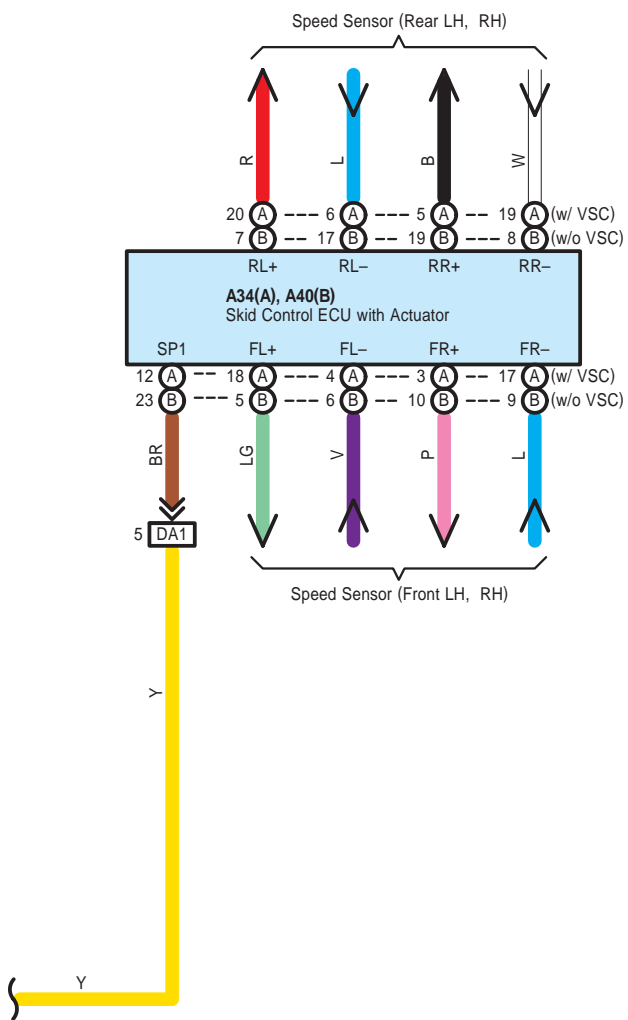 Speed Sensor (Rear LH, RH)
R L B W
20 A 6 A 5 A 19 A (w/ VSC)
7 B 17 B 19 B 8 B (w/o VSC)
RL+ RL– RR+ RR–
A34(A), A40(B)
Skid Control ECU with Actuator
SP1 FL+ FL– FR+ FR–
12 A 18 A 4 A 3 A 17 A (w/ VSC)
23 B 5 B 6 B 10 B 9 B (w/o VSC)
BR LG V P L
5 DA1
Speed Sensor (Front LH, RH)
Y
Y